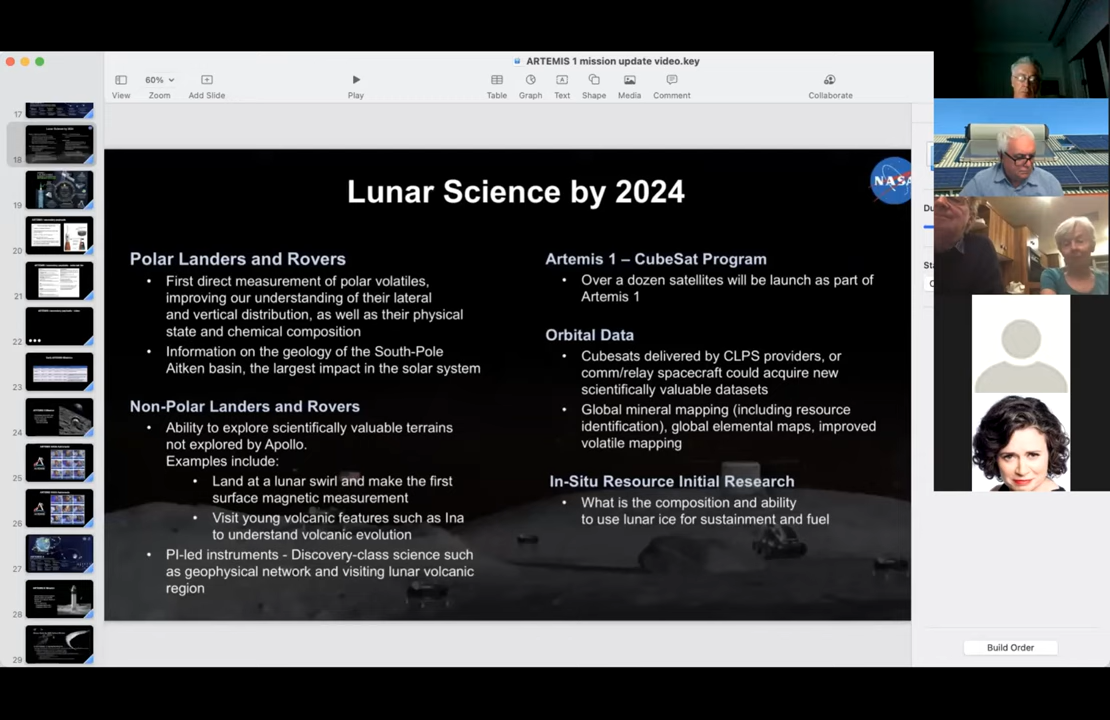 ARTEMIS 1 mission update video.key
60%
View
Zoom
Add Slide
Play
Table
Graph
Text
Shape
Media
Comment
Collaborate
17
18
19
20
21
22
23
24
25
26
27
28
29
Lunar Science by 2024
NASA
Polar Landers and Rovers
• First direct measurement of polar volatiles,
improving our understanding of their lateral
and vertical distribution, as well as their physical
state and chemical composition
• Information on the geology of the South-Pole
Aitken basin, the largest impact in the solar system
Non-Polar Landers and Rovers
• Ability to explore scientifically valuable terrains
not explored by Apollo.
Examples include:
• Land at a lunar swirl and make the first
surface magnetic measurement
• Visit young volcanic features such as Ina
to understand volcanic evolution
• PI-led instruments - Discovery-class science such
as geophysical network and visiting lunar volcanic
region
Artemis 1 – CubeSat Program
• Over a dozen satellites will be launch as part of
Artemis 1
Orbital Data
• Cubesats delivered by CLPS providers, or
comm/relay spacecraft could acquire new
scientifically valuable datasets
• Global mineral mapping (including resource
identification), global elemental maps, improved
volatile mapping
In-Situ Resource Initial Research
• What is the composition and ability
to use lunar ice for sustainment and fuel
Build Order